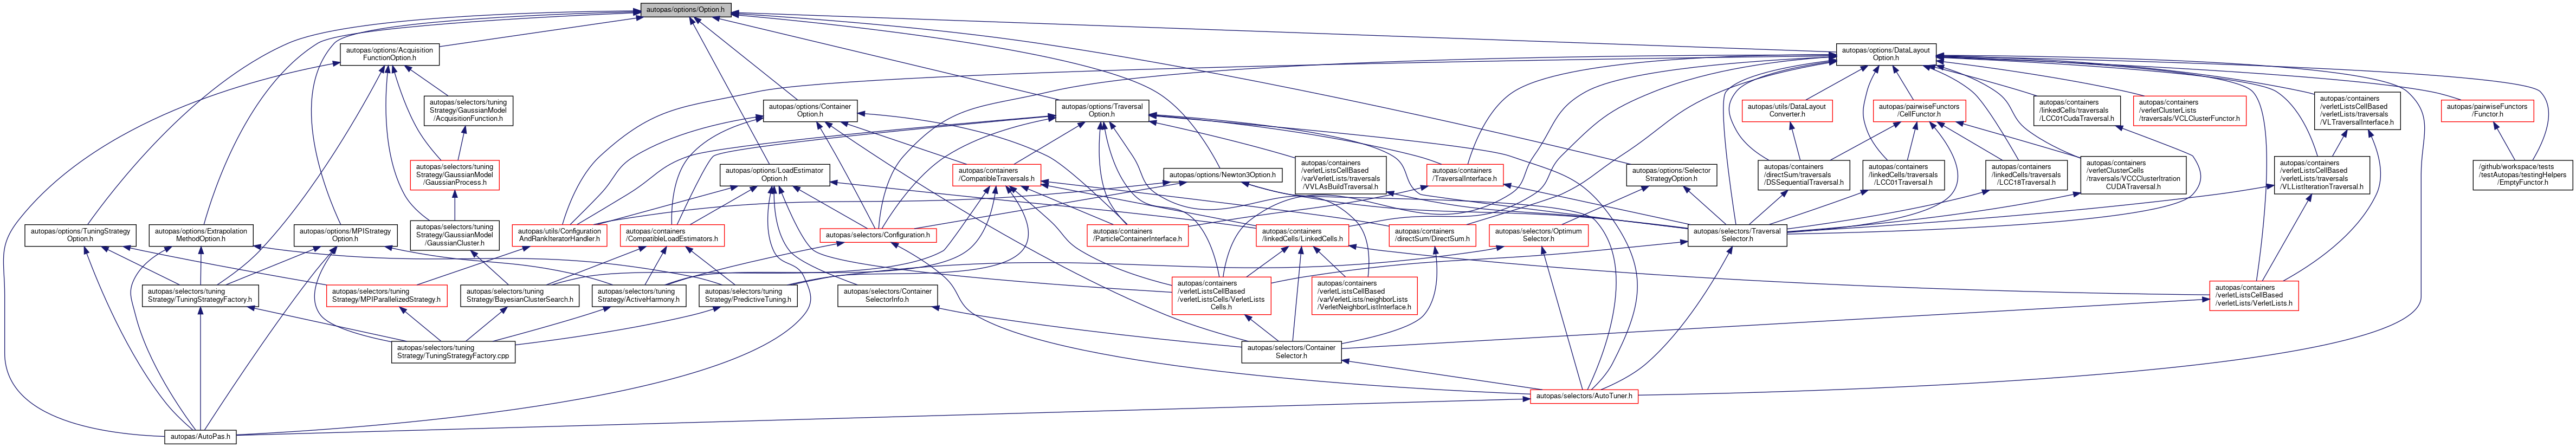 autopas/options/Option.h
autopas/options/Acquisition
FunctionOption.h
autopas/options/DataLayout
Option.h
autopas/selectors/tuning
Strategy/GaussianModel
/AcquisitionFunction.h
autopas/options/Container
Option.h
autopas/options/Traversal
Option.h
autopas/utils/DataLayout
Converter.h
autopas/pairwiseFunctors
/CellFunctor.h
autopas/containers
/linkedCells/traversals
/LCC01CudaTraversal.h
autopas/containers
/verletClusterLists
/traversals/VCLClusterFunctor.h
autopas/containers
/verletListsCellBased
/verletLists/traversals
/VLTraversalInterface.h
autopas/pairwiseFunctors
/Functor.h
autopas/selectors/tuning
Strategy/GaussianModel
/GaussianProcess.h
autopas/options/LoadEstimator
Option.h
autopas/containers
/CompatibleTraversals.h
autopas/options/Newton3Option.h
autopas/containers
/verletListsCellBased
/varVerletLists/traversals
/VVLAsBuildTraversal.h
autopas/containers
/TraversalInterface.h
autopas/options/Selector
StrategyOption.h
autopas/containers
/directSum/traversals
/DSSequentialTraversal.h
autopas/containers
/linkedCells/traversals
/LCC01Traversal.h
autopas/containers
/linkedCells/traversals
/LCC18Traversal.h
autopas/containers
/verletClusterCells
/traversals/VCCClusterItration
CUDATraversal.h
autopas/containers
/verletListsCellBased
/verletLists/traversals
/VLListIterationTraversal.h
/github/workspace/tests
/testAutopas/testingHelpers
/EmptyFunctor.h
autopas/options/TuningStrategy
Option.h
autopas/options/Extrapolation
MethodOption.h
autopas/options/MPIStrategy
Option.h
autopas/selectors/tuning
Strategy/GaussianModel
/GaussianCluster.h
autopas/utils/Configuration
AndRankIteratorHandler.h
autopas/containers
/CompatibleLoadEstimators.h
autopas/selectors/Configuration.h
autopas/containers
/ParticleContainerInterface.h
autopas/containers
/linkedCells/LinkedCells.h
autopas/containers
/directSum/DirectSum.h
autopas/selectors/Optimum
Selector.h
autopas/selectors/Traversal
Selector.h
autopas/selectors/tuning
Strategy/TuningStrategyFactory.h
autopas/selectors/tuning
Strategy/MPIParallelizedStrategy.h
autopas/selectors/tuning
Strategy/BayesianClusterSearch.h
autopas/selectors/tuning
Strategy/ActiveHarmony.h
autopas/selectors/tuning
Strategy/PredictiveTuning.h
autopas/selectors/Container
SelectorInfo.h
autopas/containers
/verletListsCellBased
/verletListsCells/VerletLists
Cells.h
autopas/containers
/verletListsCellBased
/varVerletLists/neighborLists
/VerletNeighborListInterface.h
autopas/containers
/verletListsCellBased
/verletLists/VerletLists.h
autopas/selectors/tuning
Strategy/TuningStrategyFactory.cpp
autopas/selectors/Container
Selector.h
autopas/selectors/AutoTuner.h
autopas/AutoPas.h